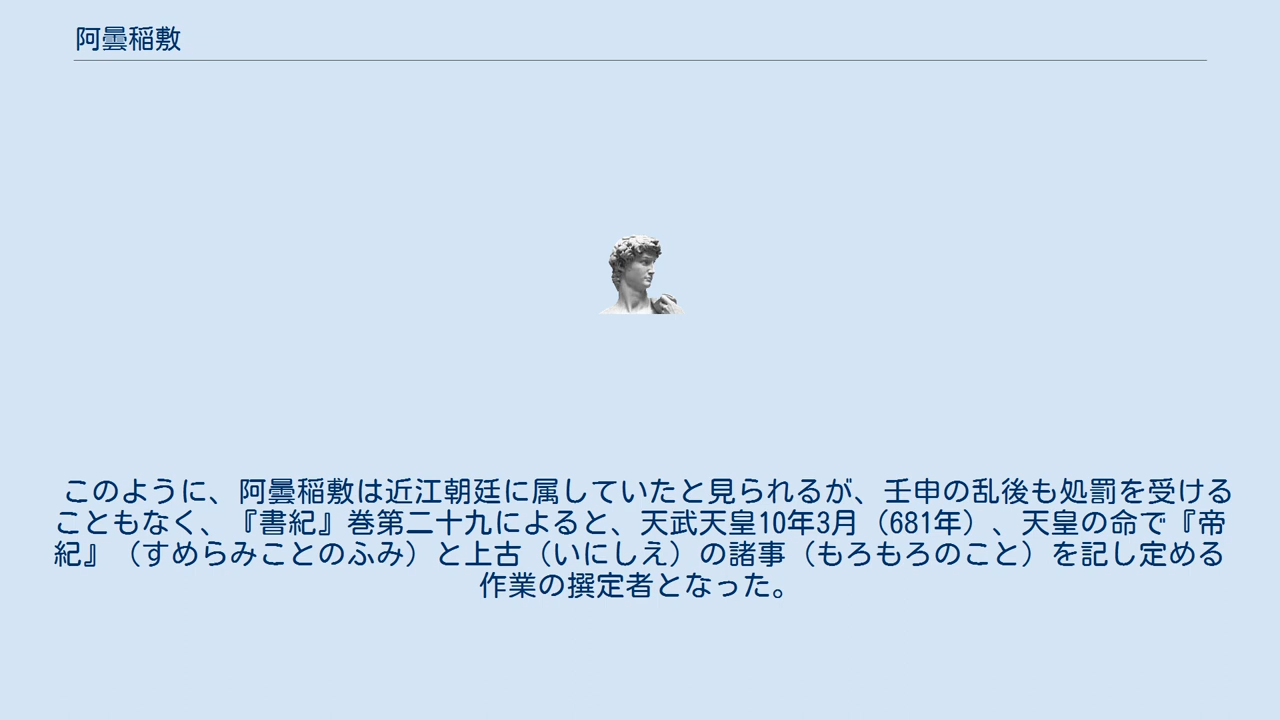 阿曇稲敷
このように、阿曇稲敷は近江朝廷に属していたと見られるが、壬申の乱後も処罰を受ける
こともなく、『書紀』巻第二十九によると、天武天皇10年3月（681年）、天皇の命で『帝
紀』（すめらみことのふみ）と上古（いにしえ）の諸事（もろもろのこと）を記し定める
作業の撰定者となった。